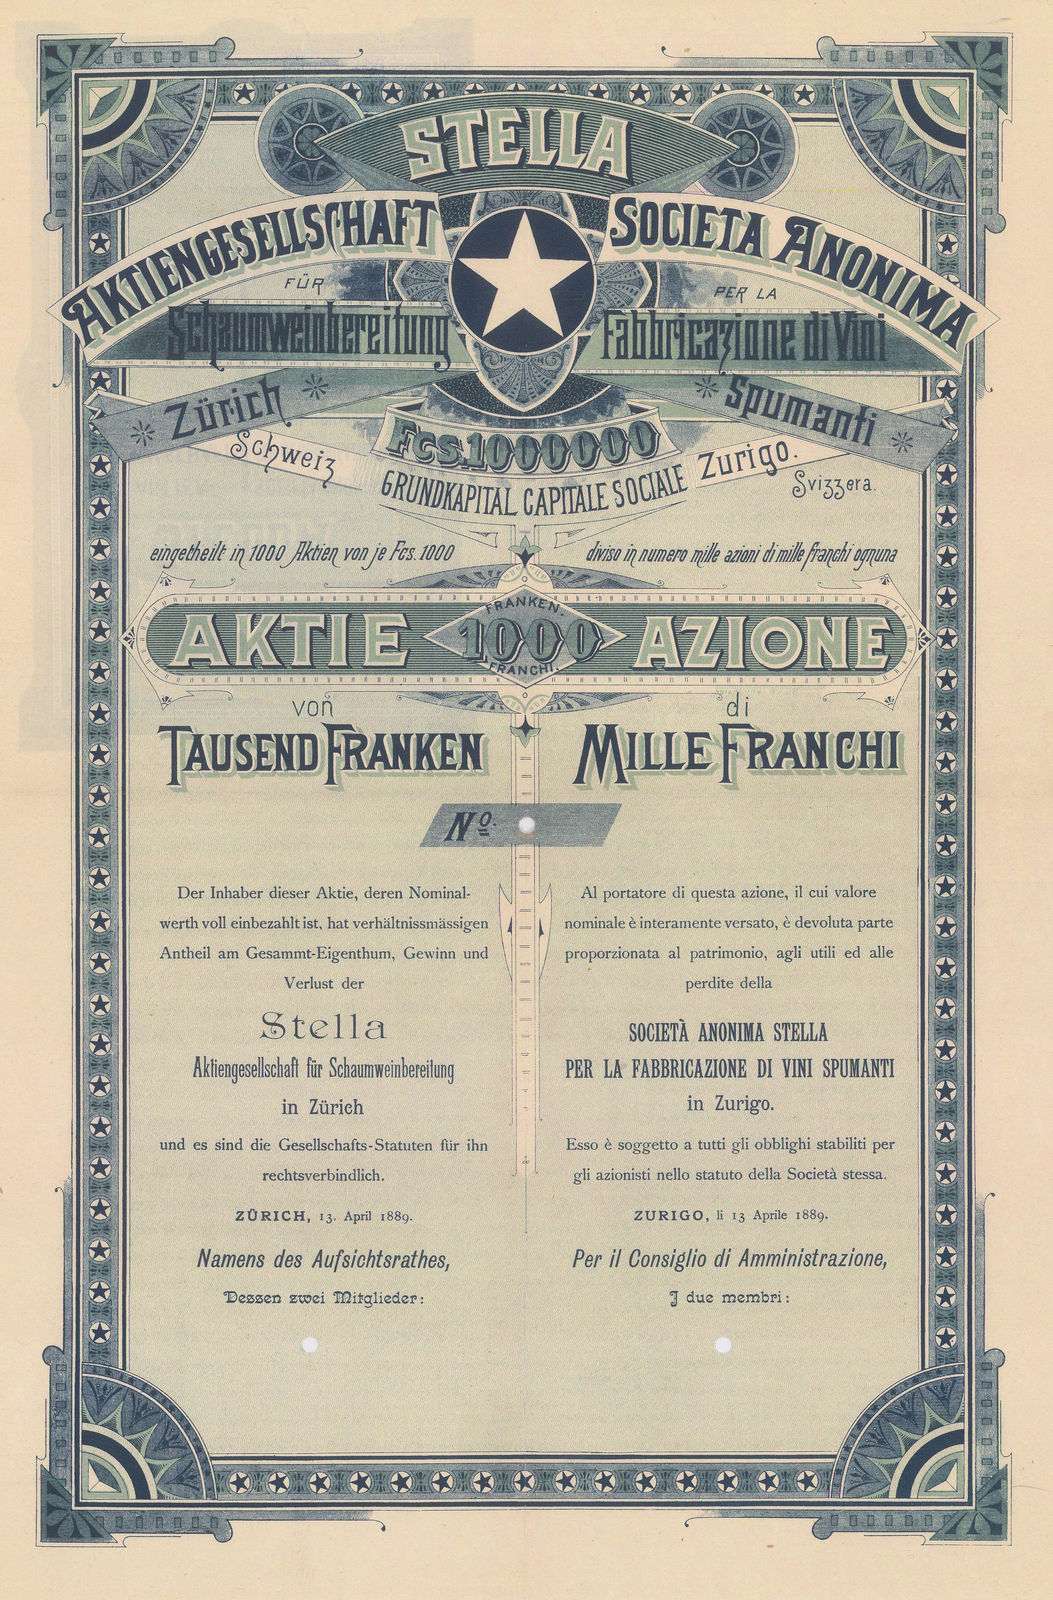 STELLA
AKTIENGESELLSCHAFT
FÜR
Schaumweinbereitung
Zürich
Schweiz
SOCIETA ANONIMA
PER LA
Fabbricazione di Vini
Spumanti
Zurigo.
Svizzera.
Fcs. 1000000
GRUNDKAPITAL CAPITALE SOCIALE
eingetheilt in 1000 Aktien von je Fcs. 1000
diviso in numero mille azioni di mille franchi ognuna
AKTIE
FRANKEN.
1000
FRANCHI.
AZIONE
von
TAUSEND FRANKEN
di
MILLE FRANCHI
No.
Der Inhaber dieser Aktie, deren Nominal-
werth voll einbezahlt ist, hat verhältnissmässigen
Antheil am Gesammt-Eigenthum, Gewinn und
Verlust der
Stella
Aktiengesellschaft für Schaumweinbereitung
in Zürich
und es sind die Gesellschafts-Statuten für ihn
rechtsverbindlich.
ZÜRICH, 13. April 1889.
Namens des Aufsichtsrathes,
Dessen zwei Mitglieder:
Al portatore di questa azione, il cui valore
nominale è interamente versato, è devoluta parte
proporzionata al patrimonio, agli utili ed alle
perdite della
SOCIETÀ ANONIMA STELLA
PER LA FABBRICAZIONE DI VINI SPUMANTI
in Zurigo.
Esso è soggetto a tutti gli obblighi stabiliti per
gli azionisti nello statuto della Società stessa.
ZURIGO, li 13 Aprile 1889.
Per il Consiglio di Amministrazione,
I due membri: